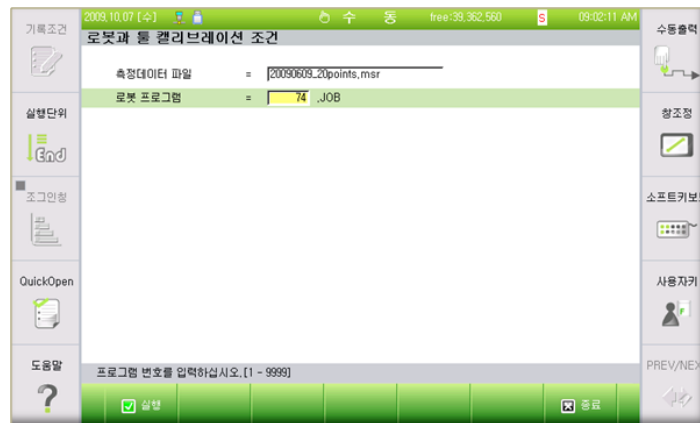 기록조건
2009.10.07 [수] 수 동 free:39,362,560 S 09:02:11 AM
수동출력
로봇과 툴 캘리브레이션 조건
측정데이터 파일 = 20090609_20points.msr
로봇 프로그램 = 74 .JOB
실행단위
End
창조정
조그인칭
소프트키보
QuickOpen
사용자키
도움말
PREV/NEX
프로그램 번호를 입력하십시오.[1 - 9999]
실행
종료